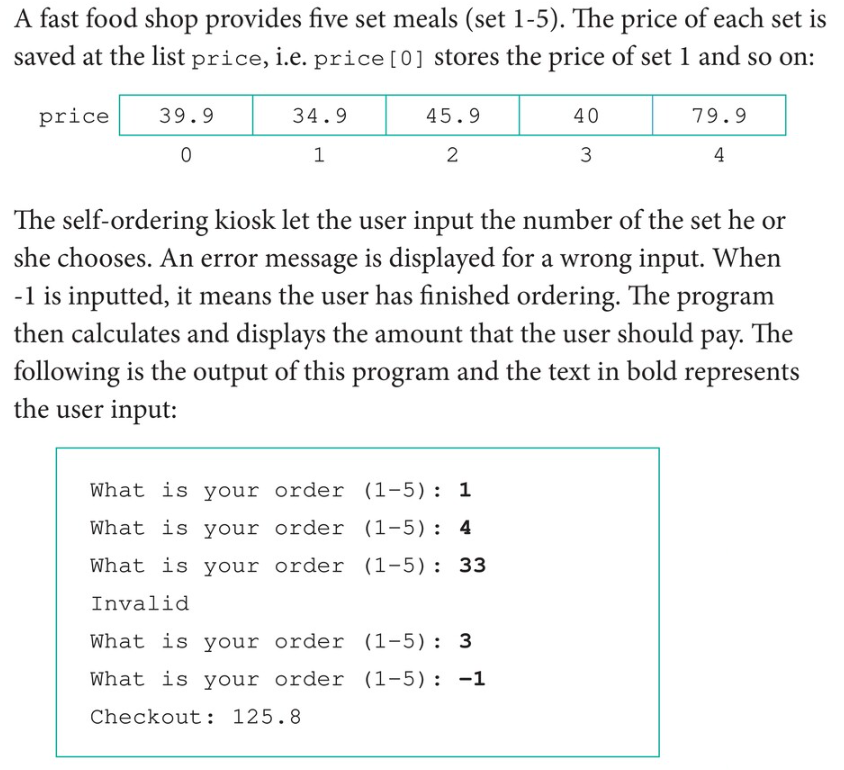 A fast food shop provides five set meals (set 1-5). The price of each set is
saved at the list price, i.e. price[0] stores the price of set 1 and so on:
price 39.9 34.9 45.9 40 79.9
0 1 2 3 4
The self-ordering kiosk let the user input the number of the set he or
she chooses. An error message is displayed for a wrong input. When
-1 is inputted, it means the user has finished ordering. The program
then calculates and displays the amount that the user should pay. The
following is the output of this program and the text in bold represents
the user input:
What is your order (1-5): 1
What is your order (1-5): 4
What is your order (1-5): 33
Invalid
What is your order (1-5): 3
What is your order (1-5): -1
Checkout: 125.8